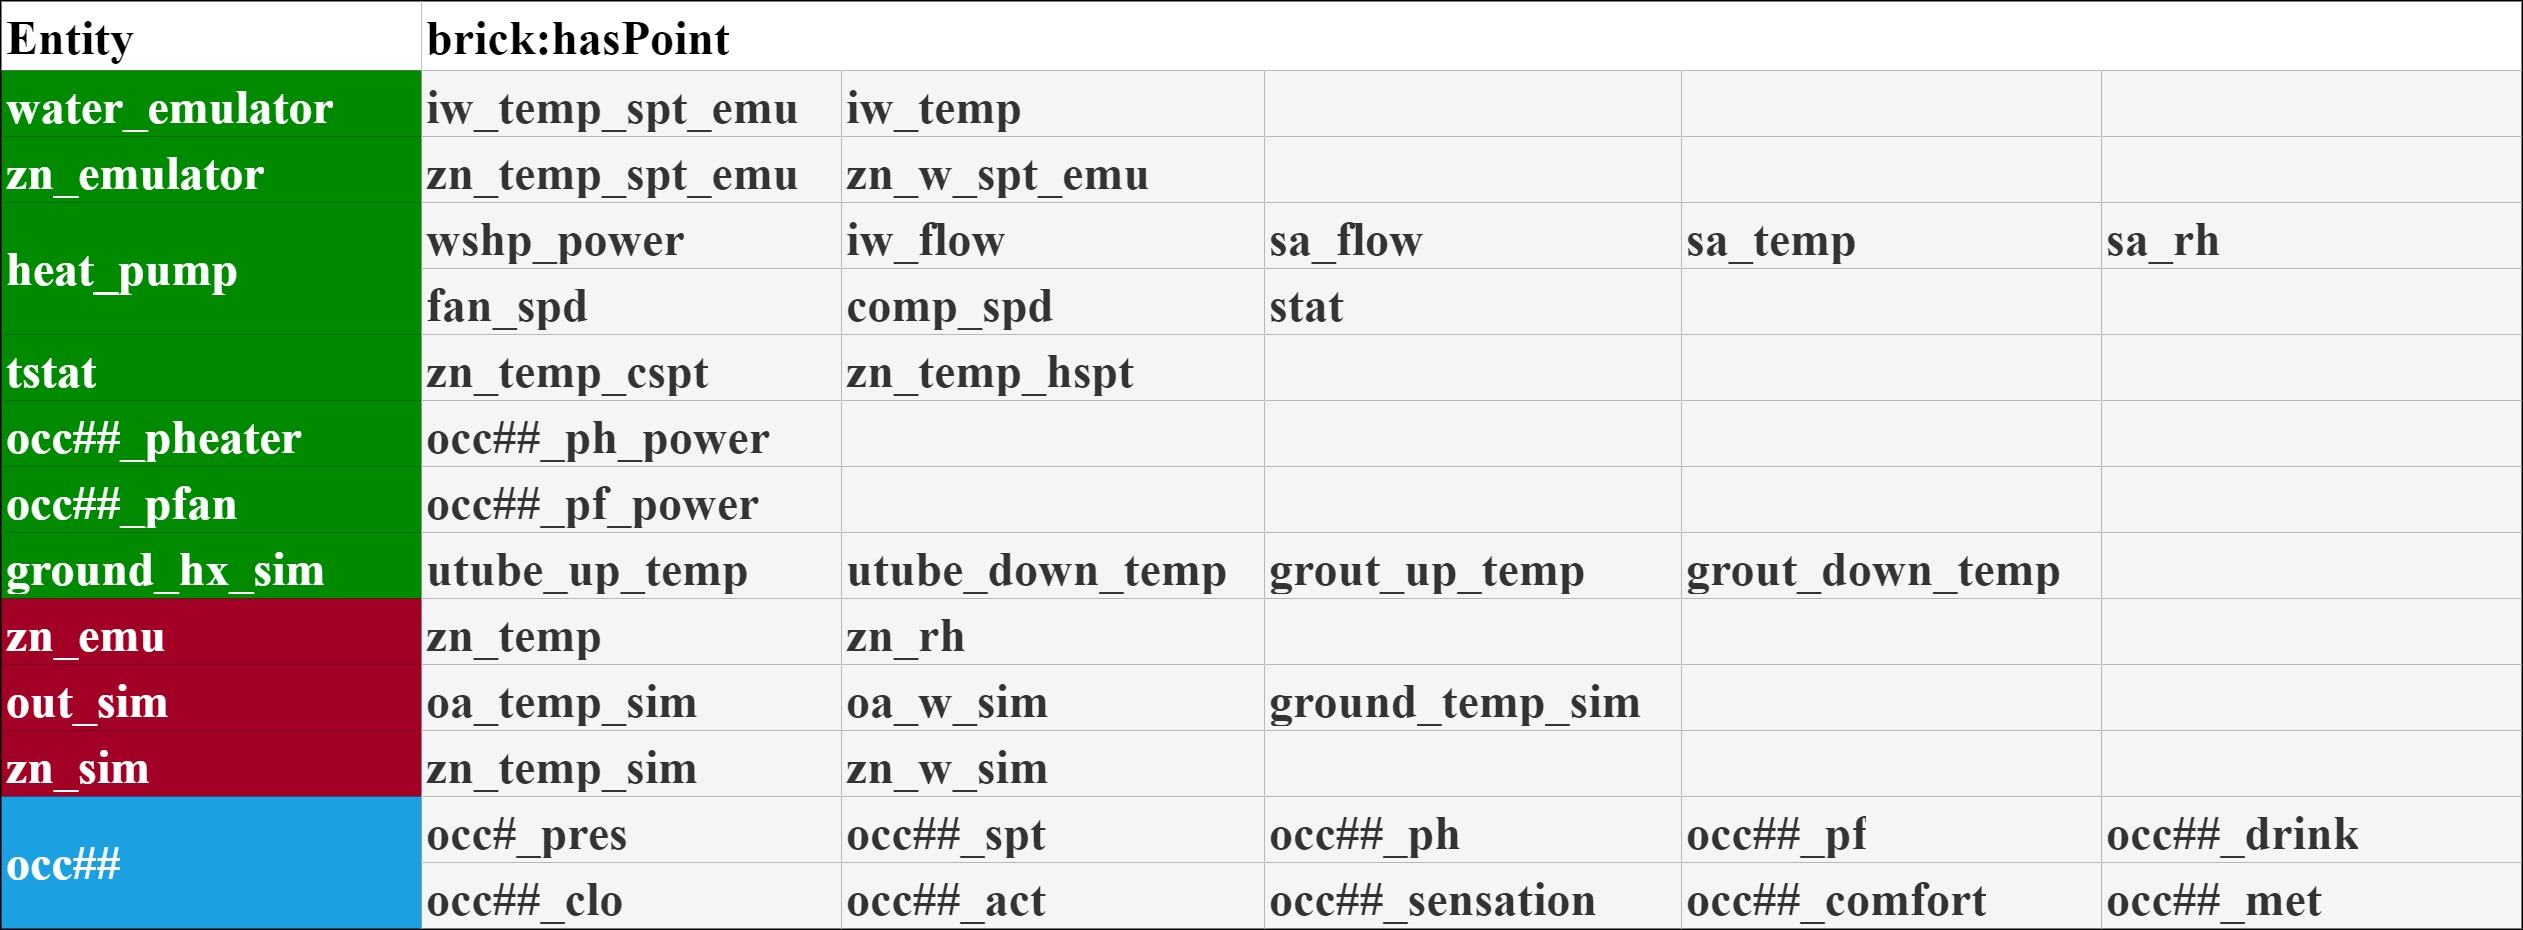 Entity brick:hasPoint
water_emulator iw_temp_spt_emu iw_temp
zn_emulator zn_temp_spt_emu zn_w_spt_emu
heat_pump wshp_power iw_flow sa_flow sa_temp sa_rh
fan_spd comp_spd stat
tstat zn_temp_cspt zn_temp_hspt
occ##_pheater occ##_ph_power
occ##_pfan occ##_pf_power
ground_hx_sim utube_up_temp utube_down_temp grout_up_temp grout_down_temp
zn_emu zn_temp zn_rh
out_sim oa_temp_sim oa_w_sim ground_temp_sim
zn_sim zn_temp_sim zn_w_sim
occ## occ#_pres occ##_spt occ##_ph occ##_pf occ##_drink
occ##_clo occ##_act occ##_sensation occ##_comfort occ##_met